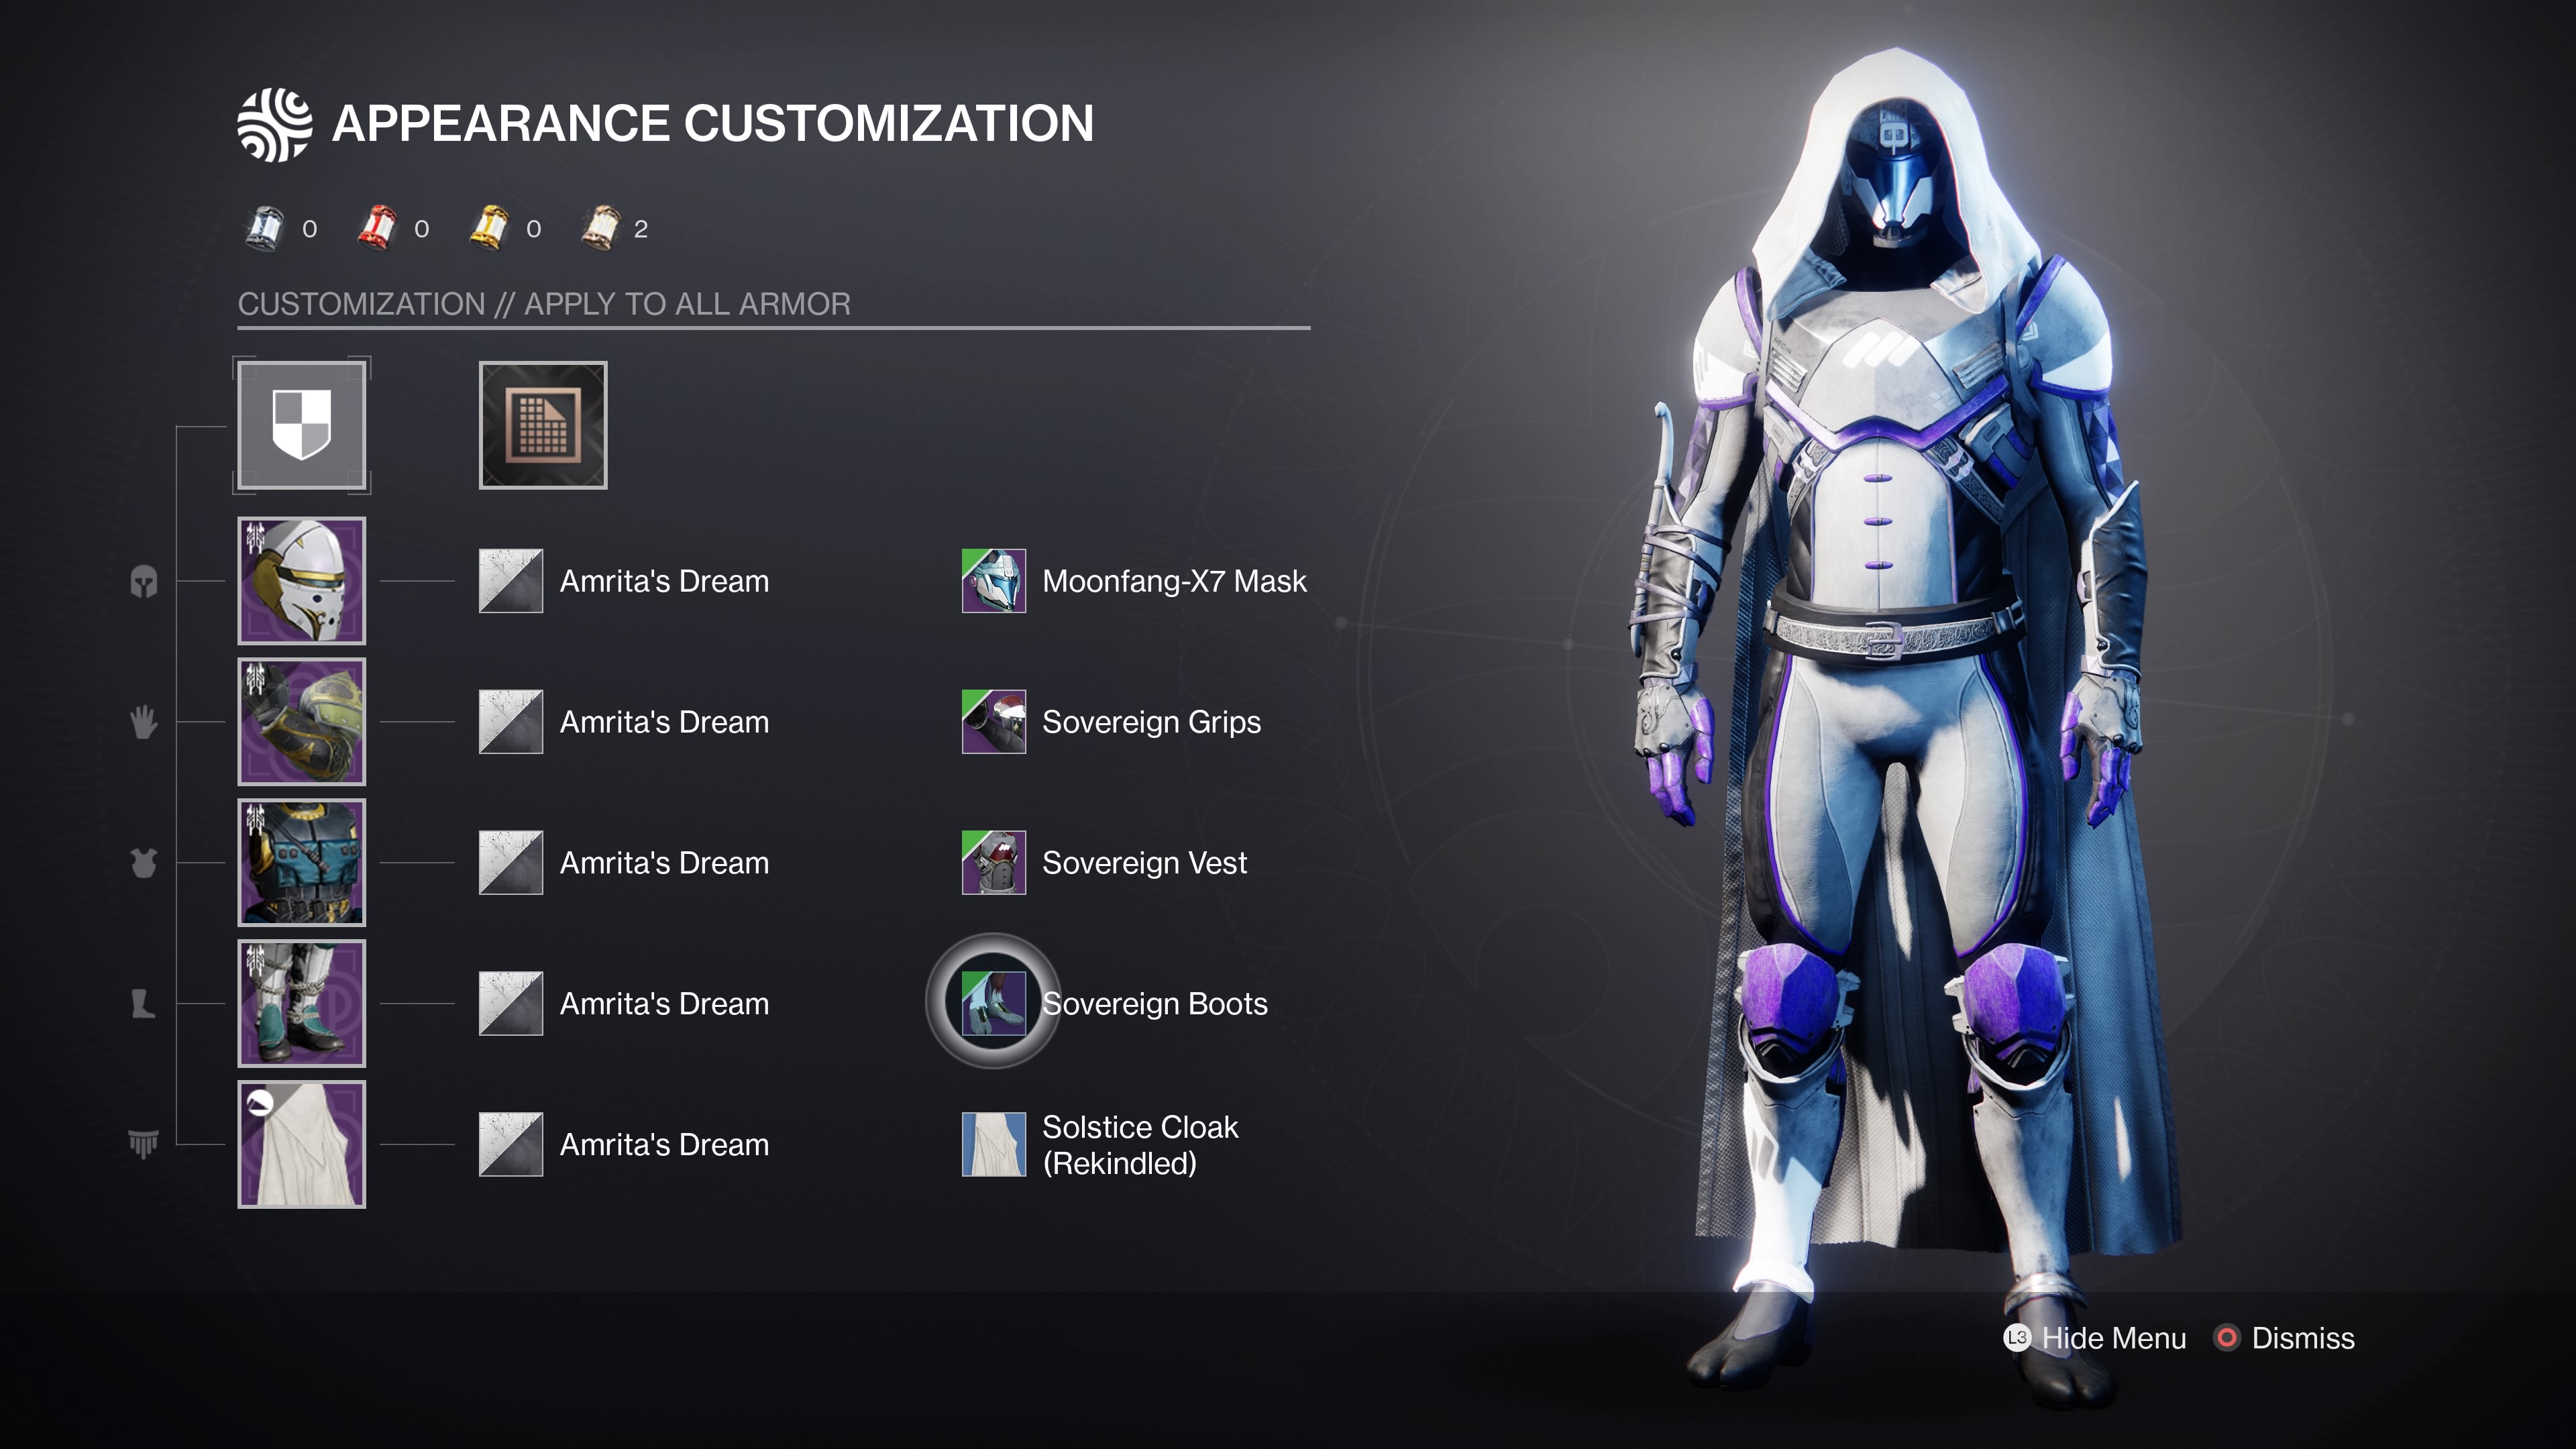 APPEARANCE CUSTOMIZATION
0 0 0 2
CUSTOMIZATION // APPLY TO ALL ARMOR
Amrita's Dream Moonfang-X7 Mask
Amrita's Dream Sovereign Grips
Amrita's Dream Sovereign Vest
Amrita's Dream Sovereign Boots
Amrita's Dream Solstice Cloak
(Rekindled)
L3 Hide Menu Dismiss